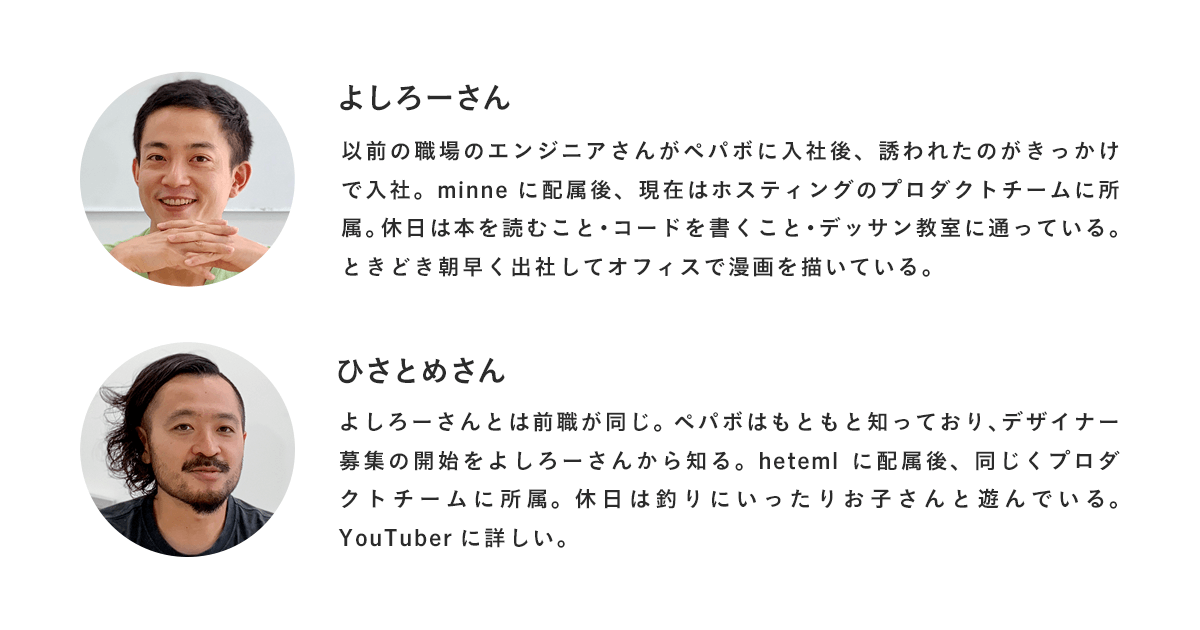 よしろーさん
以前の職場のエンジニアさんがペパボに入社後、誘われたのがきっかけ
で入社。minne に配属後、現在はホスティングのプロダクトチームに所
属。休日は本を読むこと・コードを書くこと・デッサン教室に通っている。
ときどき朝早く出社してオフィスで漫画を描いている。
ひさとめさん
よしろーさんとは前職が同じ。ペパボはもともと知っており、デザイナー
募集の開始をよしろーさんから知る。heteml に配属後、同じくプロダ
クトチームに所属。休日は釣りにいったりお子さんと遊んでいる。
YouTuber に詳しい。